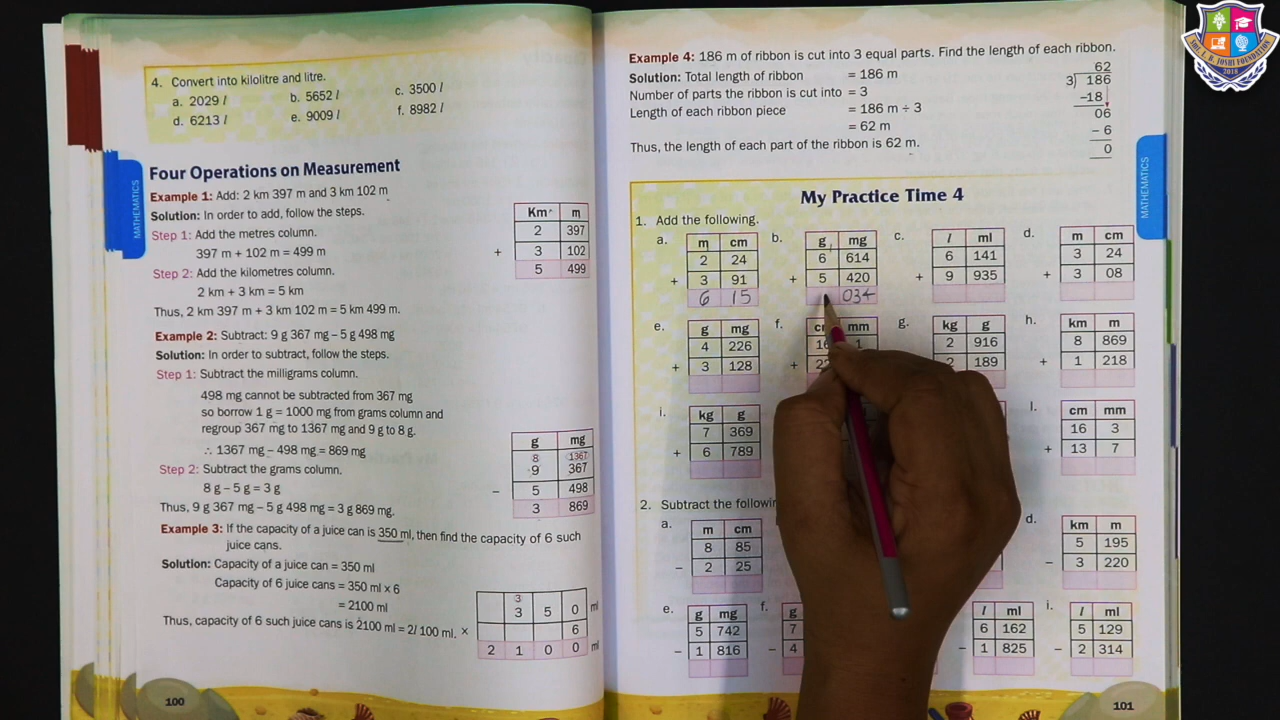 4. Convert into kilolitre and litre.
a. 2029 l b. 5652 l c. 3500 l
d. 6213 l e. 9009 l f. 8982 l
MATHEMATICS
Four Operations on Measurement
Example 1: Add: 2 km 397 m and 3 km 102 m
Solution: In order to add, follow the steps.
Step 1: Add the metres column.
397 m + 102 m = 499 m
Step 2: Add the kilometres column.
2 km + 3 km = 5 km
Thus, 2 km 397 m + 3 km 102 m = 5 km 499 m.
Km m
2 397
+ 3 102
5 499
Example 2: Subtract: 9 g 367 mg – 5 g 498 mg
Solution: In order to subtract, follow the steps.
Step 1: Subtract the milligrams column.
498 mg cannot be subtracted from 367 mg
so borrow 1 g = 1000 mg from grams column and
regroup 367 mg to 1367 mg and 9 g to 8 g.
∴ 1367 mg – 498 mg = 869 mg
Step 2: Subtract the grams column.
8 g – 5 g = 3 g
Thus, 9 g 367 mg – 5 g 498 mg = 3 g 869 mg.
g mg
8 1367
9 367
– 5 498
3 869
Example 3: If the capacity of a juice can is 350 ml, then find the capacity of 6 such
juice cans.
Solution: Capacity of a juice can = 350 ml
Capacity of 6 juice cans = 350 ml x 6
= 2100 ml
Thus, capacity of 6 such juice cans is 2100 ml = 2l 100 ml.
3
3 5 0 ml
× 6
2 1 0 0 ml
100
Example 4: 186 m of ribbon is cut into 3 equal parts. Find the length of each ribbon.
Solution: Total length of ribbon = 186 m
Number of parts the ribbon is cut into = 3
Length of each ribbon piece = 186 m ÷ 3
= 62 m
Thus, the length of each part of the ribbon is 62 m.
62
3) 186
–18
06
– 6
0
MATHEMATICS
My Practice Time 4
1. Add the following.
a. m cm b. g mg c. l ml d. m cm
1
2 24 6 614 6 141 3 24
+ 3 91 + 5 420 + 9 935 + 3 08
6 15 034
e. g mg f. mm g. kg g h. km m
4 226 1 2 916 8 869
+ 3 128 + 189 + 1 218
i. kg g l. cm mm
7 369 16 3
+ 6 789 + 13 7
2. Subtract the
a. m cm d. km m
8 85 5 195
– 2 25 – 3 220
e. g mg f. g l ml i. l ml
5 742 7 6 162 5 129
– 1 816 – 4 – 1 825 – 2 314
101
SHRI. L. B. JOSHI FOUNDATION
2018